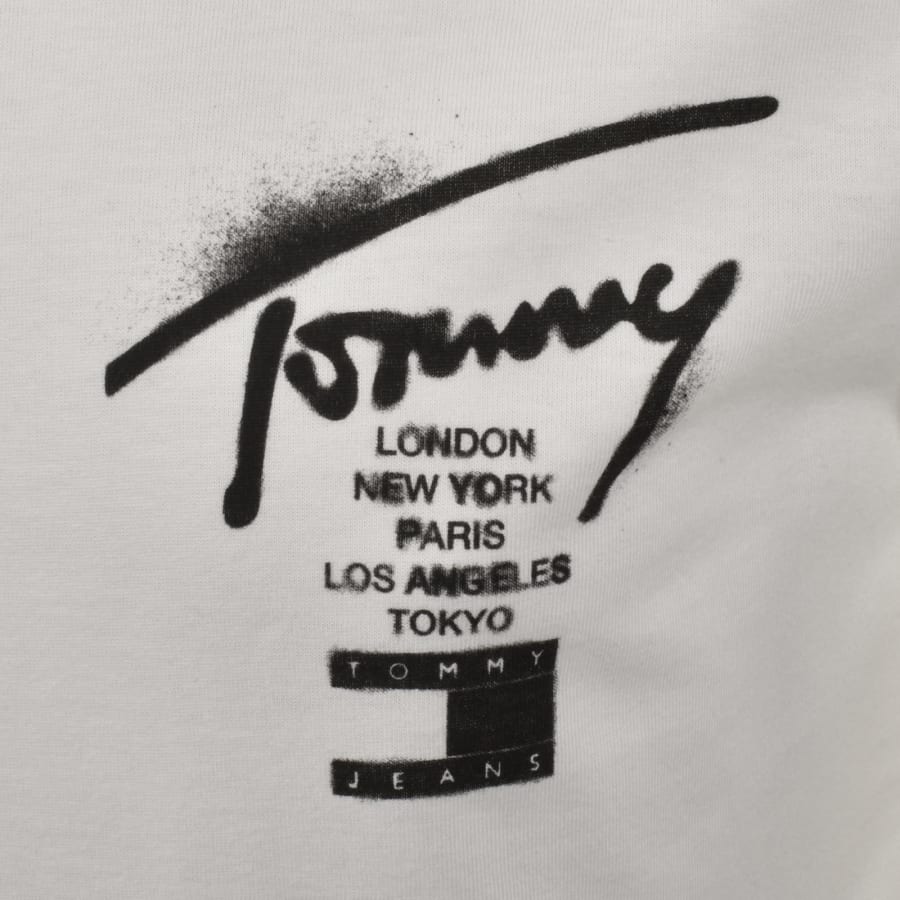 Tommy
LONDON
NEW YORK
PARIS
LOS ANGELES
TOKYO
TOMMY
JEANS